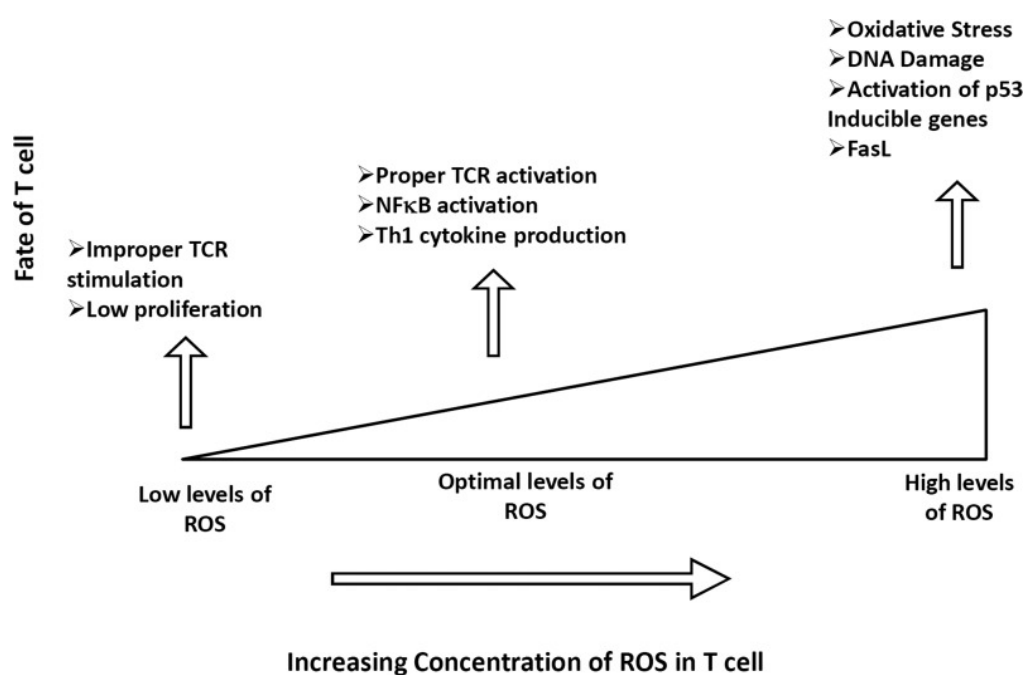 ➢Oxidative Stress
➢DNA Damage
➢Activation of p53
Inducible genes
➢FasL
Fate of T cell
➢Proper TCR activation
➢NFκB activation
➢Th1 cytokine production
➢Improper TCR
stimulation
➢Low proliferation
Low levels of
ROS
Optimal levels of
ROS
High levels
of ROS
Increasing Concentration of ROS in T cell